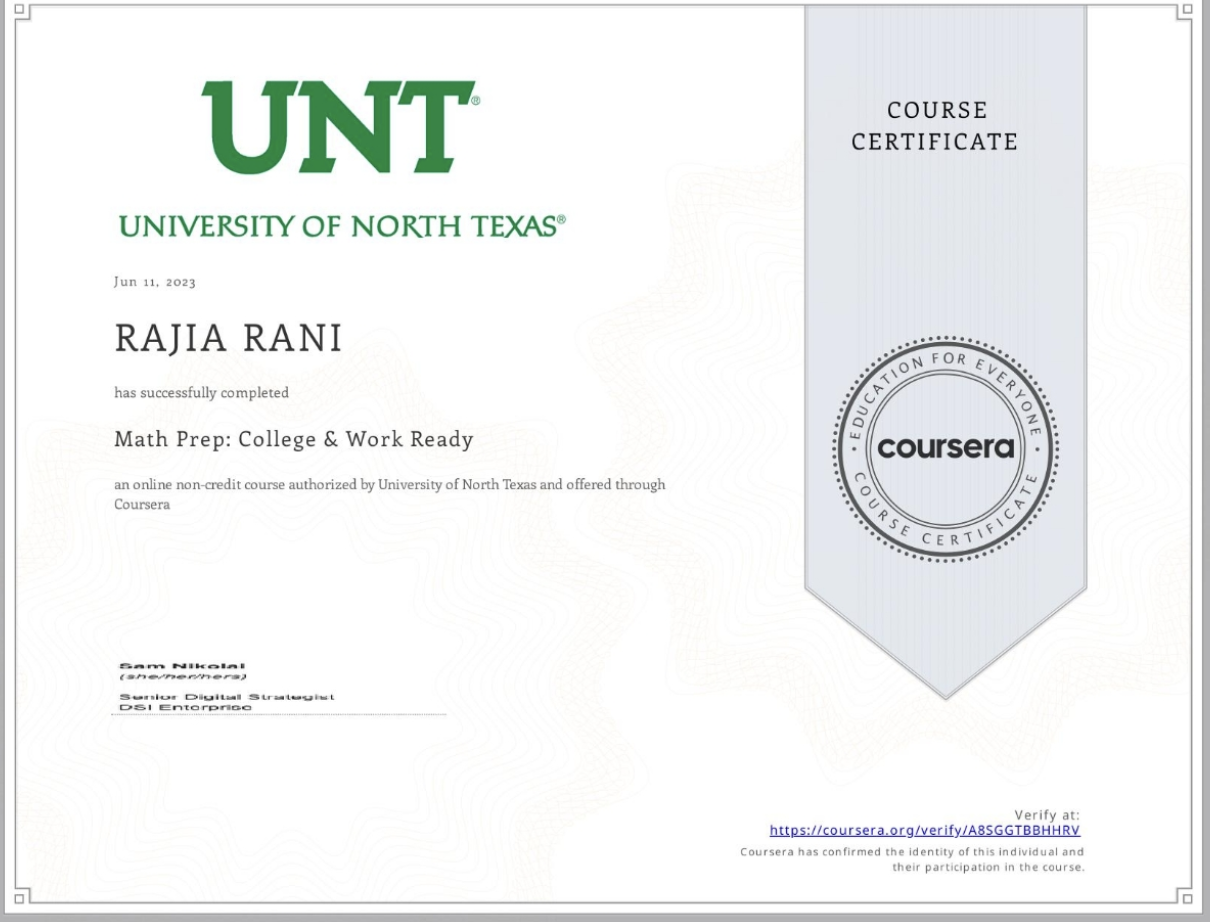 UNT®
UNIVERSITY OF NORTH TEXAS®
Jun 11, 2023
RAJIA RANI
has successfully completed
Math Prep: College & Work Ready
an online non-credit course authorized by University of North Texas and offered through
Coursera
Sam Nikolai
(she/her/hers)
Senior Digital Strategist
DSI Enterprise
COURSE
CERTIFICATE
EDUCATION FOR EVERYONE
coursera
COURSE CERTIFICATE
Verify at:
https://coursera.org/verify/A8SGGTBBHHRV
Coursera has confirmed the identity of this individual and
their participation in the course.